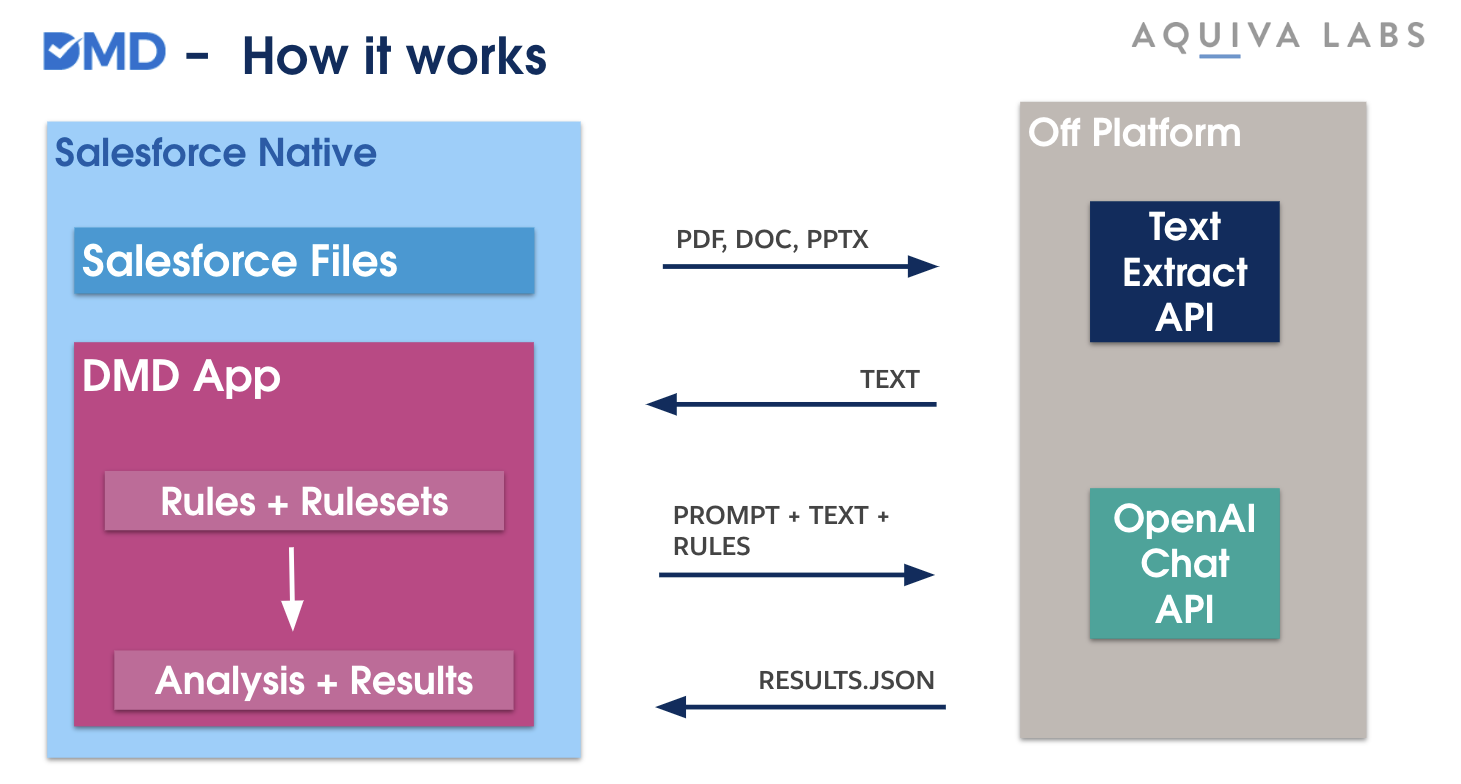 DMD – How it works
AQUIVA LABS
Salesforce Native
Salesforce Files
DMD App
Rules + Rulesets
Analysis + Results
PDF, DOC, PPTX
TEXT
PROMPT + TEXT +
RULES
RESULTS.JSON
Off Platform
Text
Extract
API
OpenAI
Chat
API